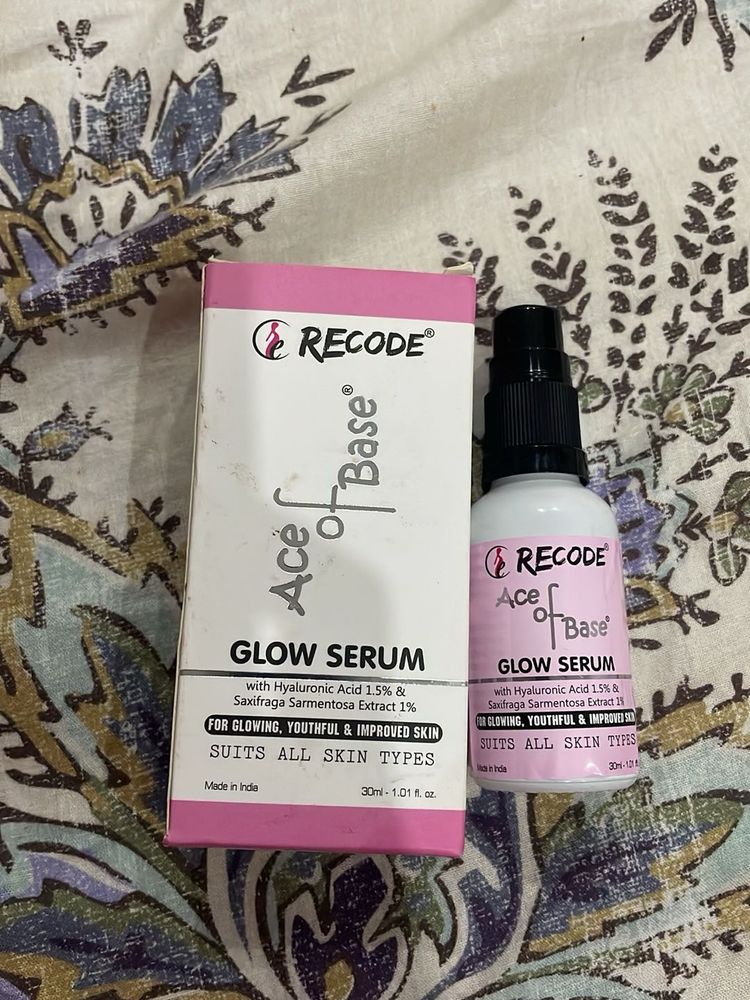 RECODE®
Ace of Base®
GLOW SERUM
with Hyaluronic Acid 1.5% &
Saxifraga Sarmentosa Extract 1%
FOR GLOWING, YOUTHFUL & IMPROVED SKIN
SUITS ALL SKIN TYPES
Made in India 30ml - 1.01 fl. oz.
RECODE®
Ace
of
Base®
GLOW SERUM
with Hyaluronic Acid 1.5% &
Saxifraga Sarmentosa Extract 1%
FOR GLOWING, YOUTHFUL & IMPROVED SKIN
SUITS ALL SKIN TYPES
Made in India 30ml - 1.01